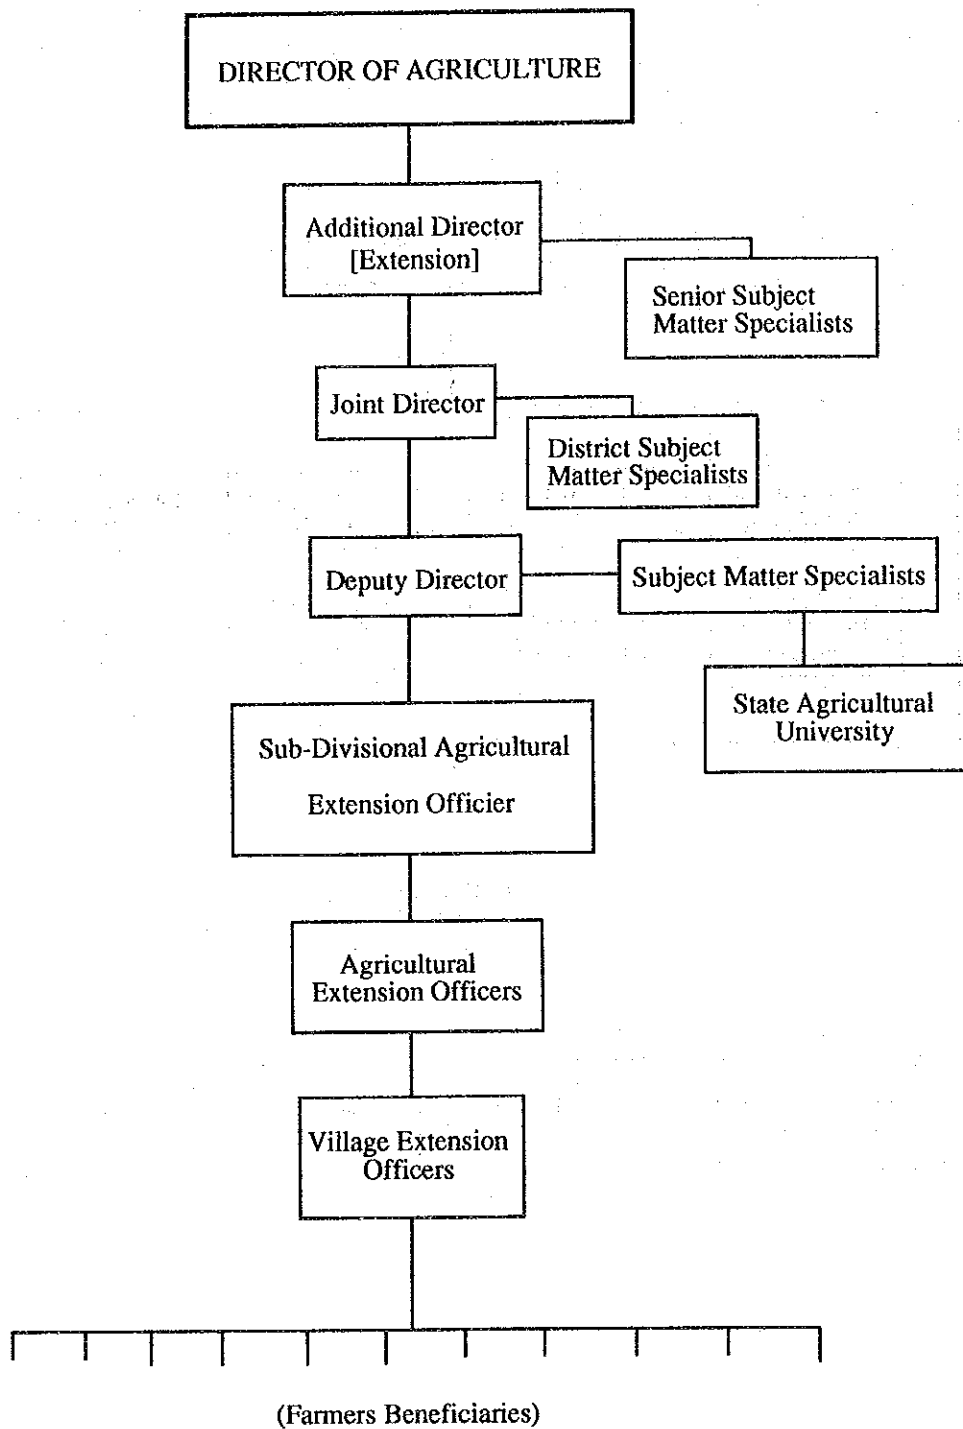 DIRECTOR OF AGRICULTURE
Additional Director
[Extension]
Senior Subject
Matter Specialists
Joint Director
District Subject
Matter Specialists
Deputy Director
Subject Matter Specialists
State Agricultural
University
Sub-Divisional Agricultural
Extension Officier
Agricultural
Extension Officers
Village Extension
Officers
(Farmers Beneficiaries)